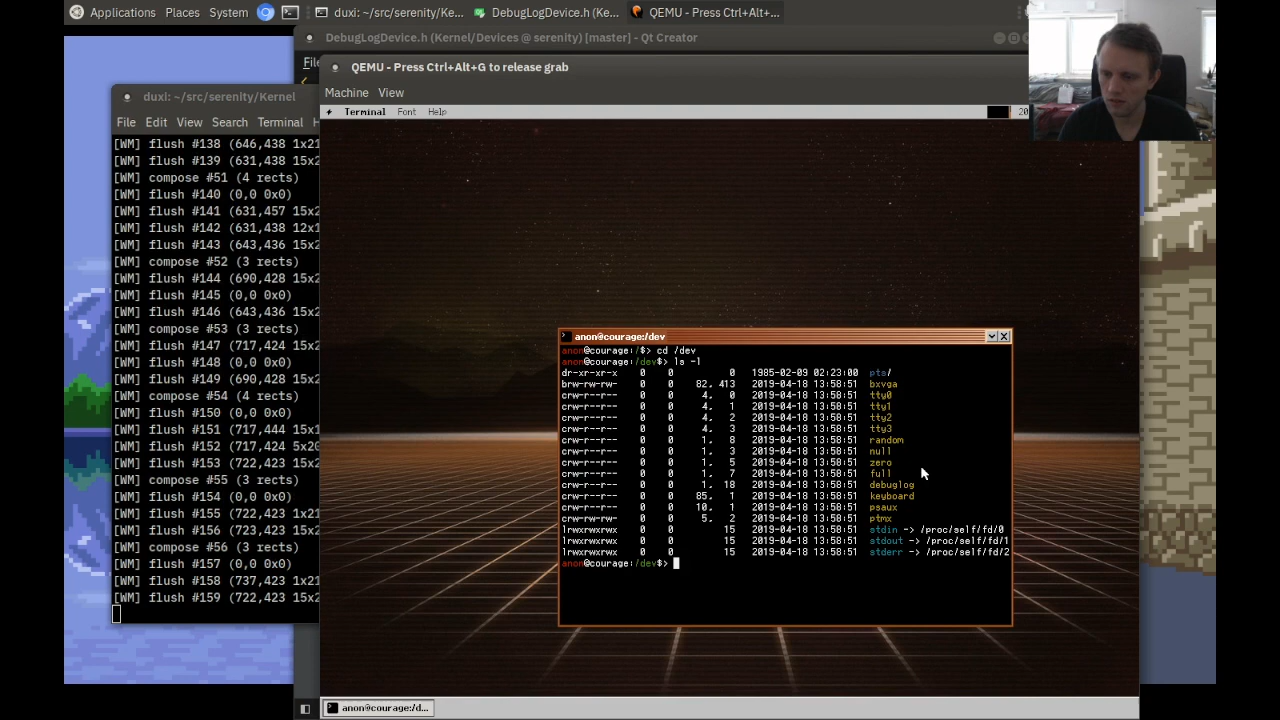 Applications Places System duxi: ~/src/serenity/Ke... DebugLogDevice.h (Ke... QEMU - Press Ctrl+Alt+...
DebugLogDevice.h (Kernel/Devices @ serenity) [master] - Qt Creator
File
QEMU - Press Ctrl+Alt+G to release grab
Machine View
Terminal Font Help 20
duxi: ~/src/serenity/Kernel
File Edit View Search Terminal H
[WM] flush #138 (646,438 1x21
[WM] flush #139 (631,438 15x2
[WM] compose #51 (4 rects)
[WM] flush #140 (0,0 0x0)
[WM] flush #141 (631,457 15x2
[WM] flush #142 (631,438 12x1
[WM] flush #143 (643,436 15x2
[WM] compose #52 (3 rects)
[WM] flush #144 (690,428 15x2
[WM] flush #145 (0,0 0x0)
[WM] flush #146 (643,436 15x2
[WM] compose #53 (3 rects)
[WM] flush #147 (717,424 15x2
[WM] flush #148 (0,0 0x0)
[WM] flush #149 (690,428 15x2
[WM] compose #54 (4 rects)
[WM] flush #150 (0,0 0x0)
[WM] flush #151 (717,444 15x1
[WM] flush #152 (717,424 5x20
[WM] flush #153 (722,423 15x2
[WM] compose #55 (3 rects)
[WM] flush #154 (0,0 0x0)
[WM] flush #155 (722,423 1x21
[WM] flush #156 (723,423 15x2
[WM] compose #56 (3 rects)
[WM] flush #157 (0,0 0x0)
[WM] flush #158 (737,423 1x21
[WM] flush #159 (722,423 15x2
anon@courage:/dev
anon@courage:/$> cd /dev
anon@courage:/dev$> ls -l
dr-xr-xr-x 0 0 0 1985-02-09 02:23:00 pts/
brw-rw-rw- 0 0 82, 413 2019-04-18 13:58:51 bxvga
crw-r--r-- 0 0 4, 0 2019-04-18 13:58:51 tty0
crw-r--r-- 0 0 4, 1 2019-04-18 13:58:51 tty1
crw-r--r-- 0 0 4, 2 2019-04-18 13:58:51 tty2
crw-r--r-- 0 0 4, 3 2019-04-18 13:58:51 tty3
crw-r--r-- 0 0 1, 8 2019-04-18 13:58:51 random
crw-r--r-- 0 0 1, 3 2019-04-18 13:58:51 null
crw-r--r-- 0 0 1, 5 2019-04-18 13:58:51 zero
crw-r--r-- 0 0 1, 7 2019-04-18 13:58:51 full
crw-r--r-- 0 0 1, 18 2019-04-18 13:58:51 debuglog
crw-r--r-- 0 0 85, 1 2019-04-18 13:58:51 keyboard
crw-r--r-- 0 0 10, 1 2019-04-18 13:58:51 psaux
crw-rw-rw- 0 0 5, 2 2019-04-18 13:58:51 ptmx
lrwxrwxrwx 0 0 15 2019-04-18 13:58:51 stdin -> /proc/self/fd/0
lrwxrwxrwx 0 0 15 2019-04-18 13:58:51 stdout -> /proc/self/fd/1
lrwxrwxrwx 0 0 15 2019-04-18 13:58:51 stderr -> /proc/self/fd/2
anon@courage:/dev$>
anon@courage:/d...